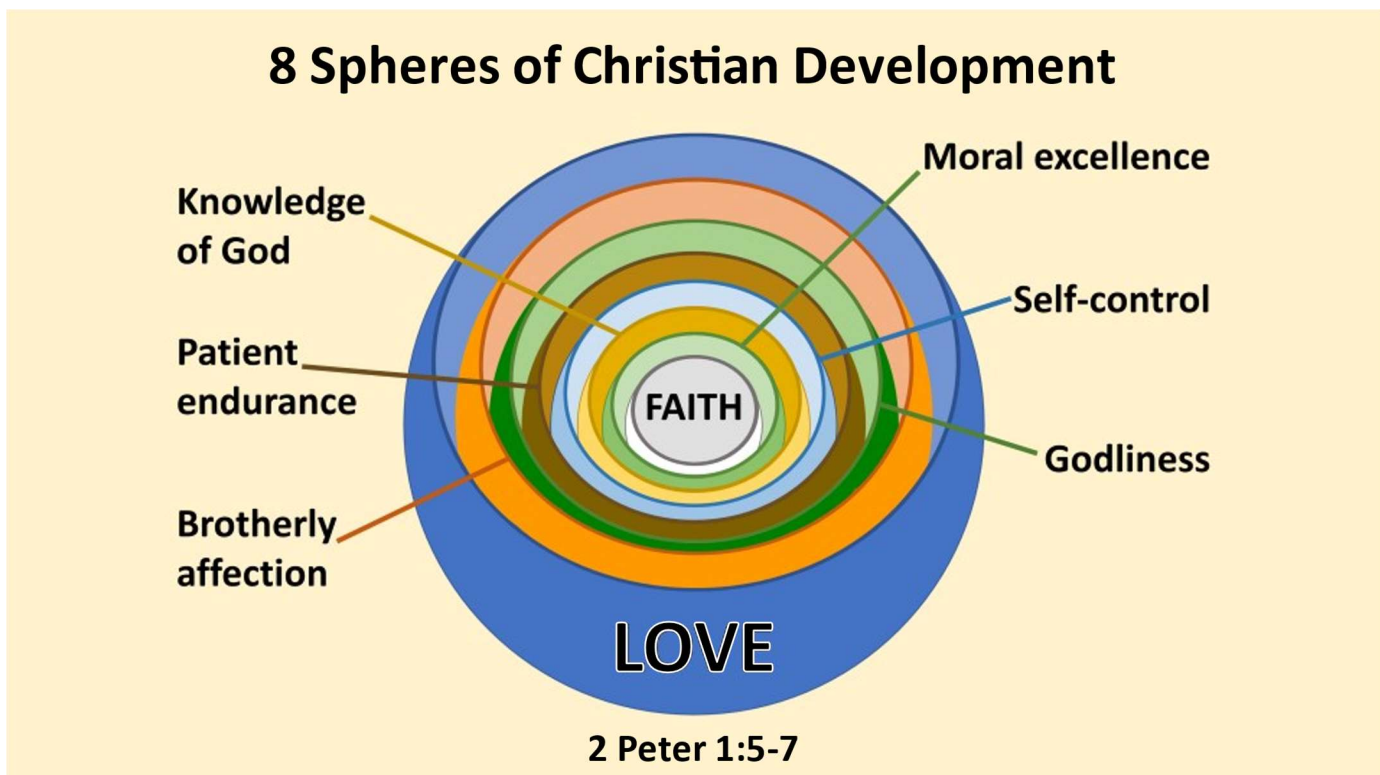 8 Spheres of Christian Development
Moral excellence
Knowledge
of God
Self-control
Patient
endurance
FAITH
Godliness
Brotherly
affection
LOVE
2 Peter 1:5-7